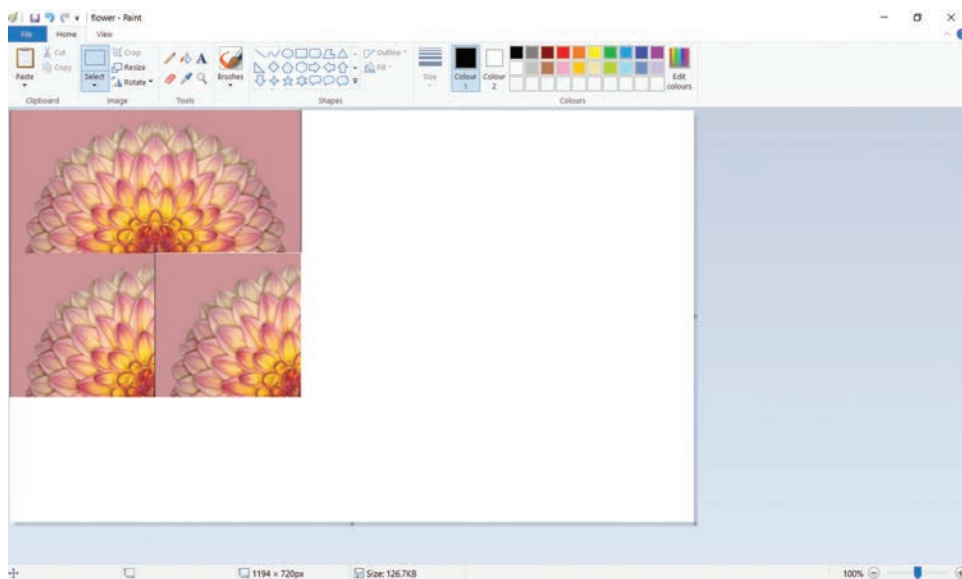 flower - Paint
File Home View
Paste
Cut
Copy
Clipboard
Select
Crop
Resize
Rotate
Image
A
Tools
Brushes
Outline
Fill
Shapes
Size
Colour 1
Colour 2
Edit colours
Colours
1194 × 720px
Size: 126.7KB
100%